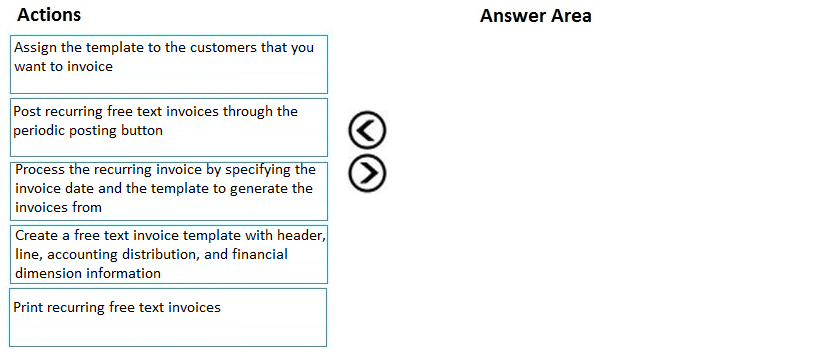 Actions
Answer Area
Assign the template to the customers that you
want to invoice
Post recurring free text invoices through the
periodic posting button
Process the recurring invoice by specifying the
invoice date and the template to generate the
invoices from
Create a free text invoice template with header,
line, accounting distribution, and financial
dimension information
Print recurring free text invoices